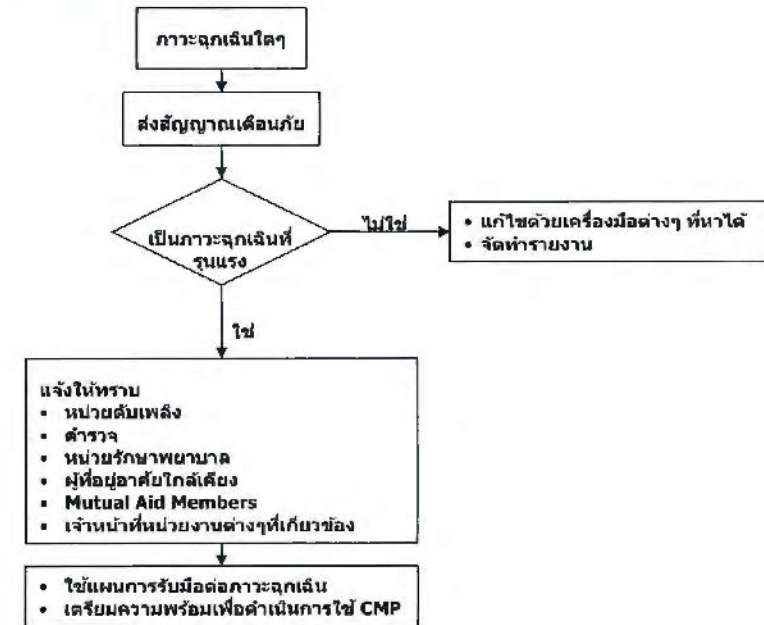 ภาวะฉุกเฉินใดๆ
ส่งสัญญาณเตือนภัย
เป็นภาวะฉุกเฉินที่
รุนแรง
ไม่ใช่
• แก้ไขด้วยเครื่องมือต่างๆ ที่หาได้
• จัดทำรายงาน
ใช่
แจ้งให้ทราบ
• หน่วยดับเพลิง
• ตำรวจ
• หน่วยรักษาพยาบาล
• ผู้ที่อยู่อาศัยใกล้เคียง
• Mutual Aid Members
• เจ้าหน้าที่หน่วยงานต่างๆที่เกี่ยวข้อง
• ใช้แผนการรับมือต่อภาวะฉุกเฉิน
• เตรียมความพร้อมเพื่อดำเนินการใช้ CMP